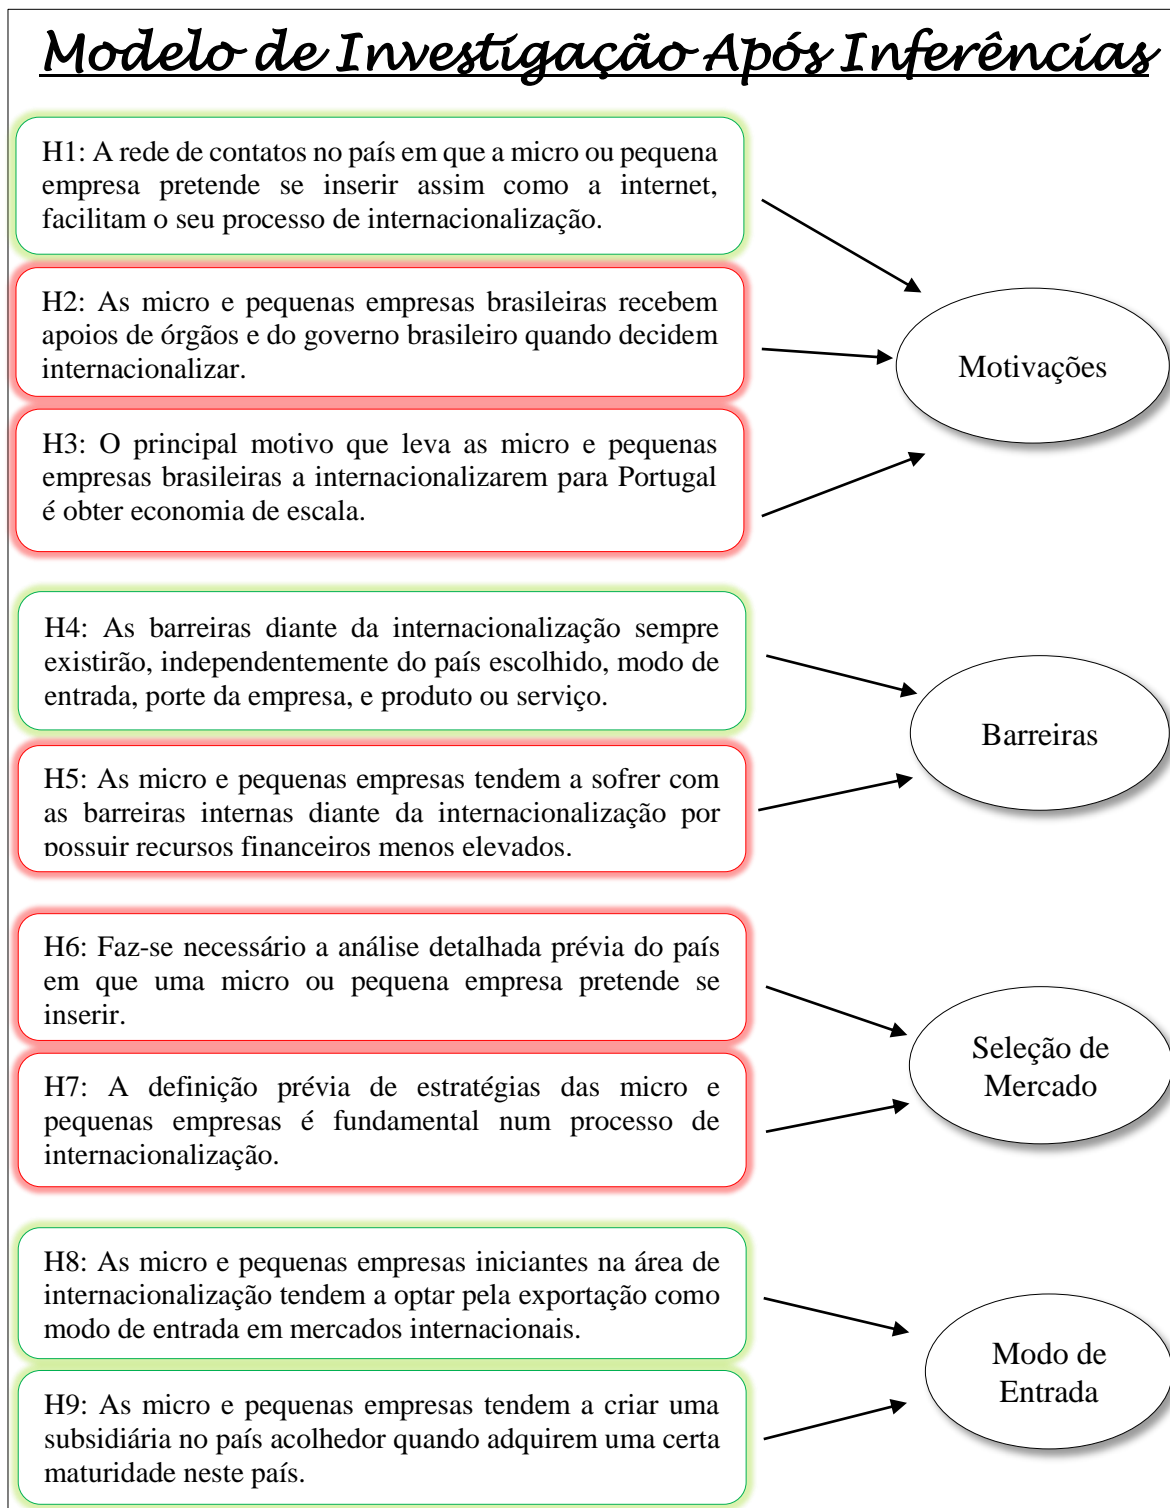 Modelo de Investigação Após Inferências
H1: A rede de contatos no país em que a micro ou pequena
empresa pretende se inserir assim como a internet,
facilitam o seu processo de internacionalização.
H2: As micro e pequenas empresas brasileiras recebem
apoios de órgãos e do governo brasileiro quando decidem
internacionalizar.
H3: O principal motivo que leva as micro e pequenas
empresas brasileiras a internacionalizarem para Portugal
é obter economia de escala.
Motivações
H4: As barreiras diante da internacionalização sempre
existirão, independentemente do país escolhido, modo de
entrada, porte da empresa, e produto ou serviço.
H5: As micro e pequenas empresas tendem a sofrer com
as barreiras internas diante da internacionalização por
possuir recursos financeiros menos elevados.
Barreiras
H6: Faz-se necessário a análise detalhada prévia do país
em que uma micro ou pequena empresa pretende se
inserir.
H7: A definição prévia de estratégias das micro e
pequenas empresas é fundamental num processo de
internacionalização.
Seleção de
Mercado
H8: As micro e pequenas empresas iniciantes na área de
internacionalização tendem a optar pela exportação como
modo de entrada em mercados internacionais.
H9: As micro e pequenas empresas tendem a criar uma
subsidiária no país acolhedor quando adquirem uma certa
maturidade neste país.
Modo de
Entrada